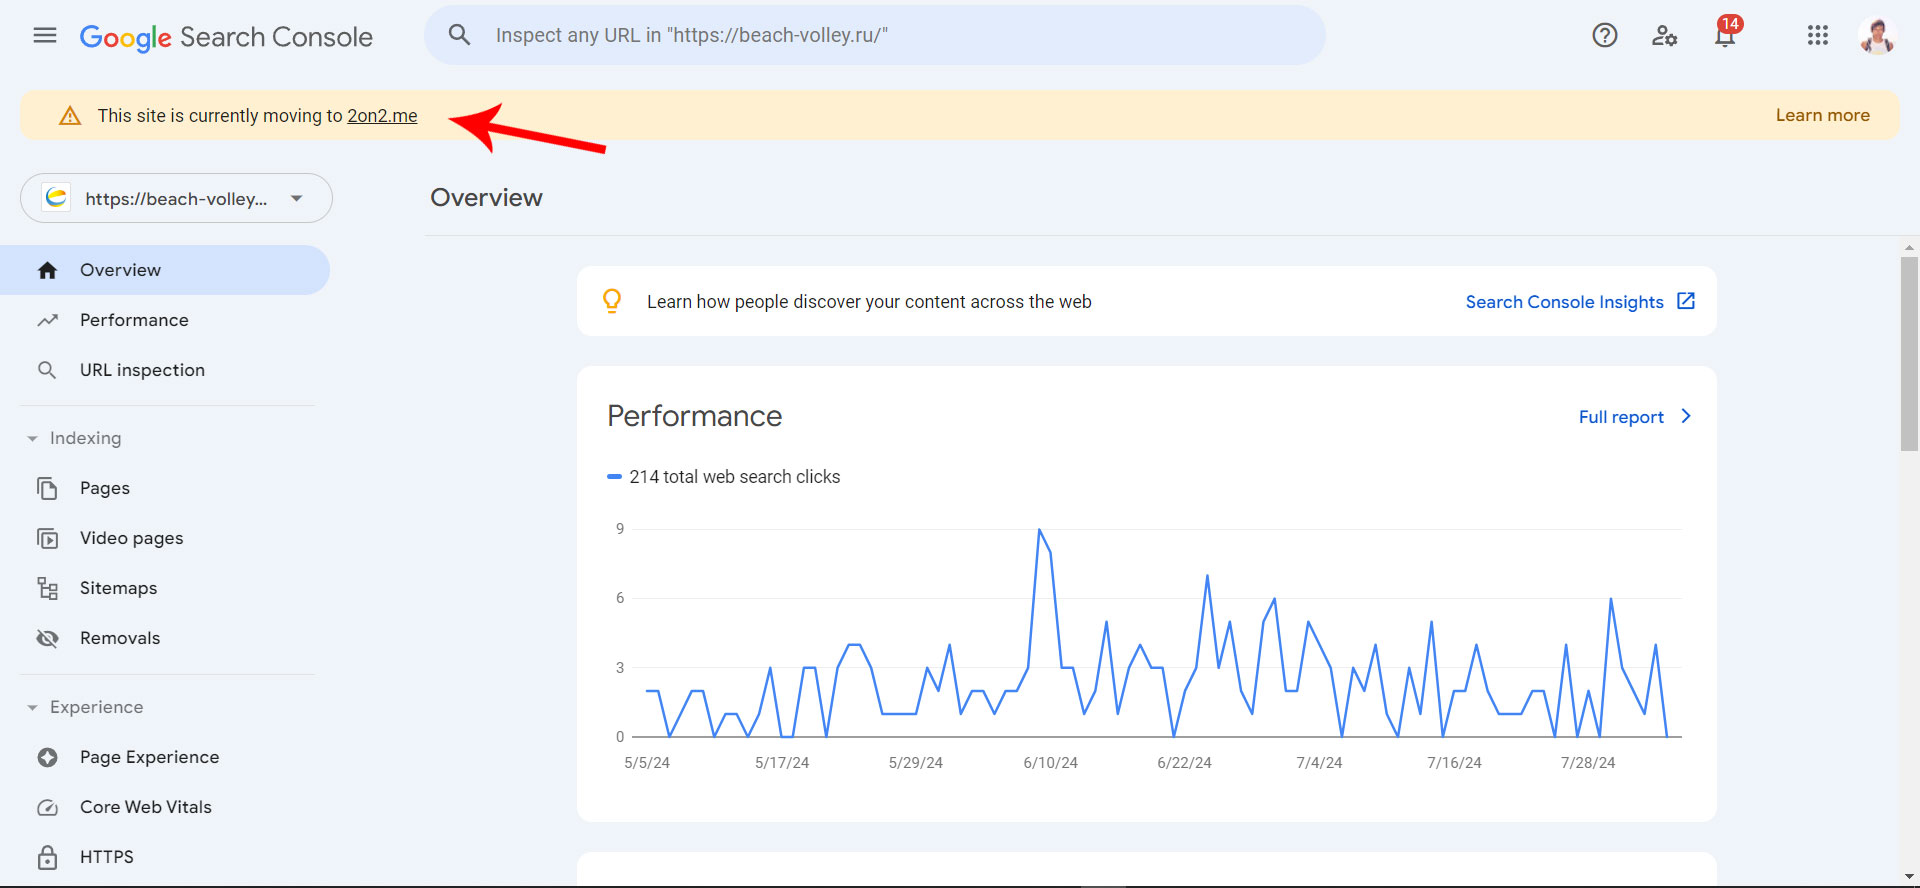 Google Search Console
Inspect any URL in "https://beach-volley.ru/"
14
This site is currently moving to 2on2.me
Learn more
https://beach-volley...
Overview
Overview
Performance
URL inspection
Indexing
Pages
Video pages
Sitemaps
Removals
Experience
Page Experience
Core Web Vitals
HTTPS
Learn how people discover your content across the web
Search Console Insights
Performance
Full report
214 total web search clicks
9
6
3
0
5/5/24 5/17/24 5/29/24 6/10/24 6/22/24 7/4/24 7/16/24 7/28/24